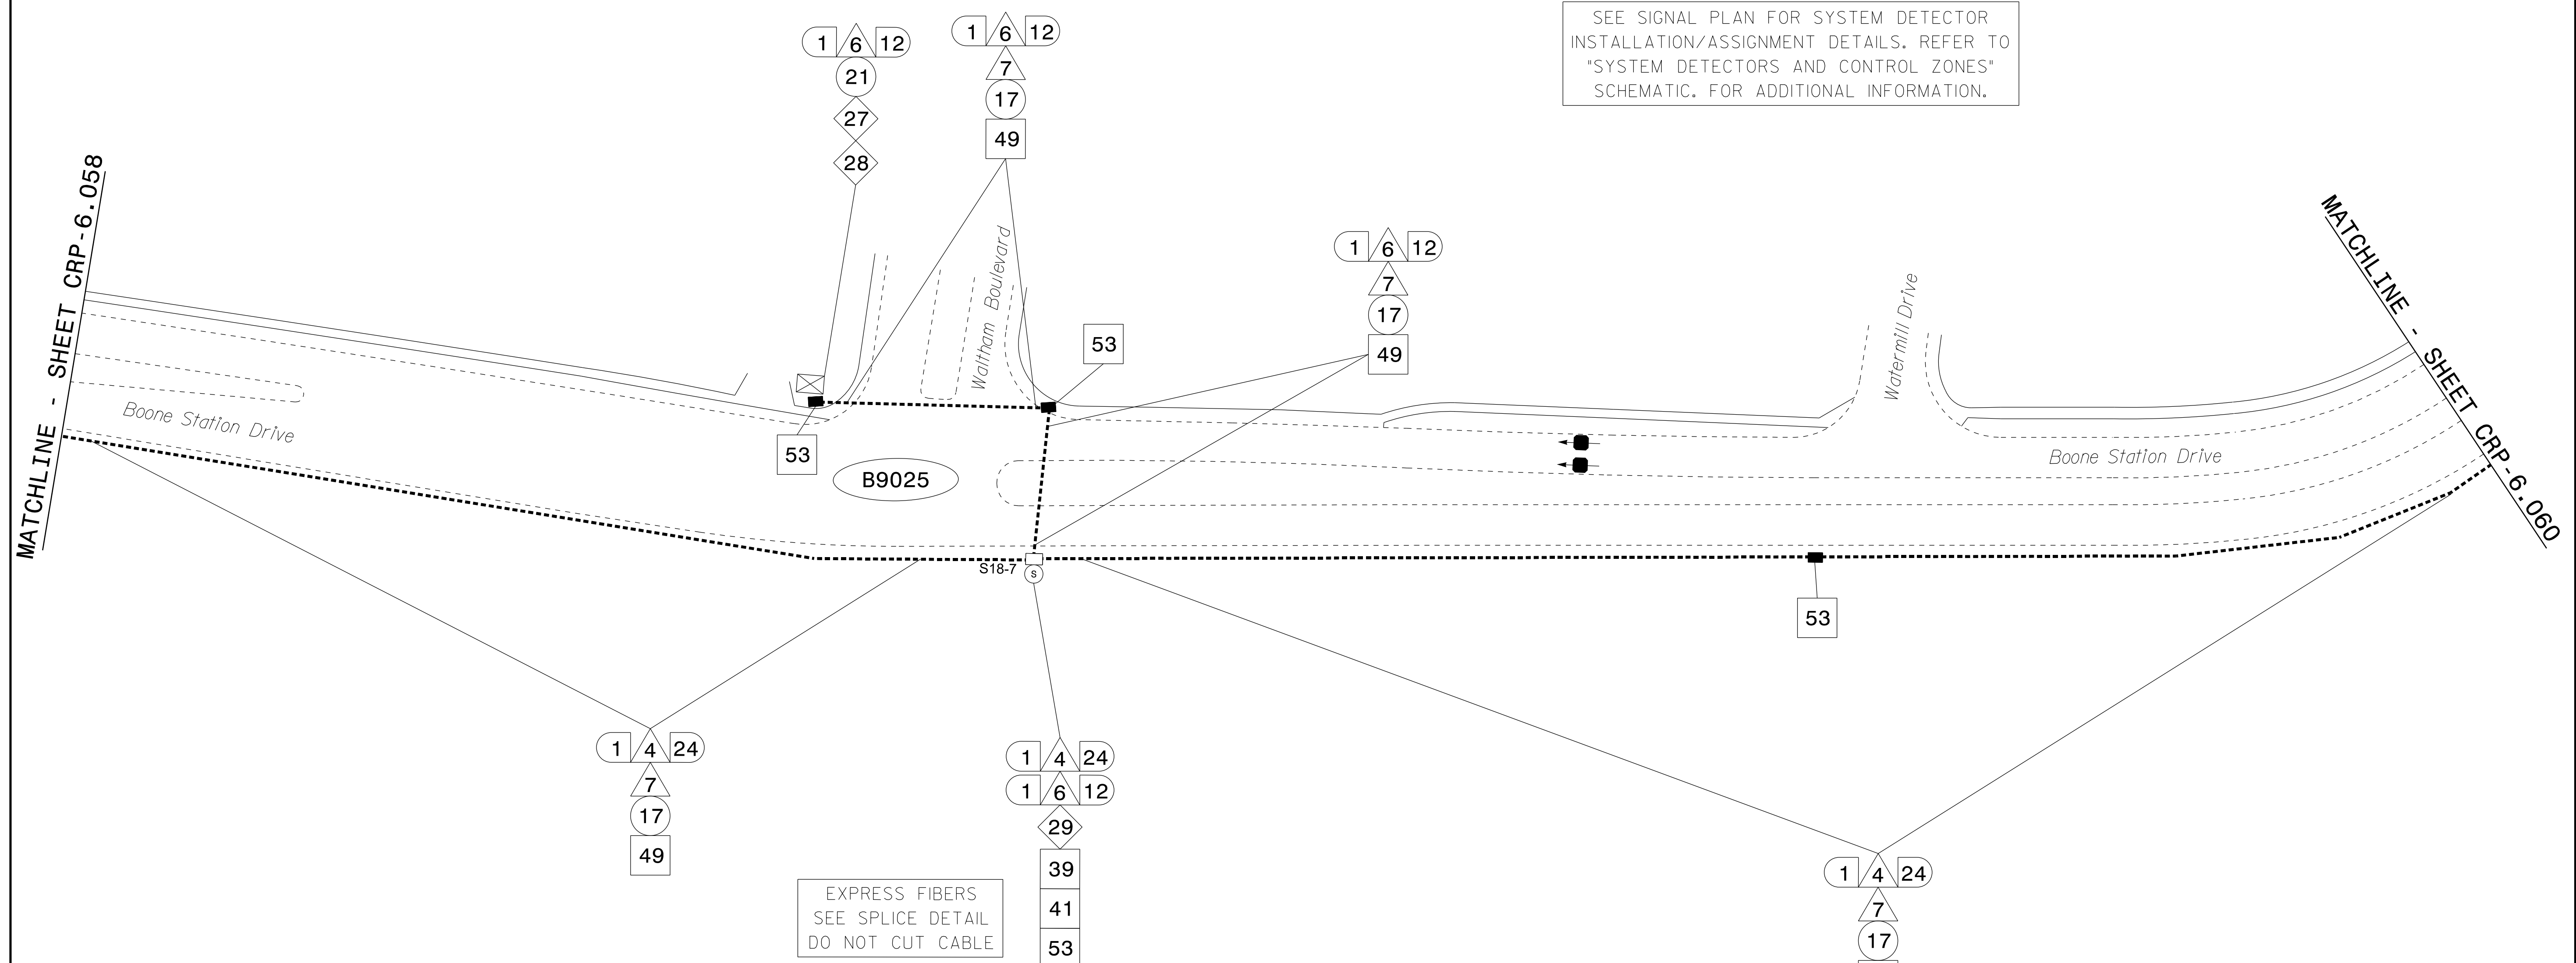 SEE SIGNAL PLAN FOR SYSTEM DETECTOR
INSTALLATION/ASSIGNMENT DETAILS. REFER TO
"SYSTEM DETECTORS AND CONTROL ZONES"
SCHEMATIC. FOR ADDITIONAL INFORMATION.
1 6 12
21
27
28
1 6 12
7
17
49
1 6 12
7
17
49
MATCHLINE - SHEET CRP-6.058
MATCHLINE - SHEET CRP-6.060
Waltham Boulevard
Watermill Drive
53
Boone Station Drive
53
B9025
Boone Station Drive
S18-7
S
53
1 4 24
7
17
49
1 4 24
1 6 12
29
39
41
53
1 4 24
7
17
EXPRESS FIBERS
SEE SPLICE DETAIL
DO NOT CUT CABLE